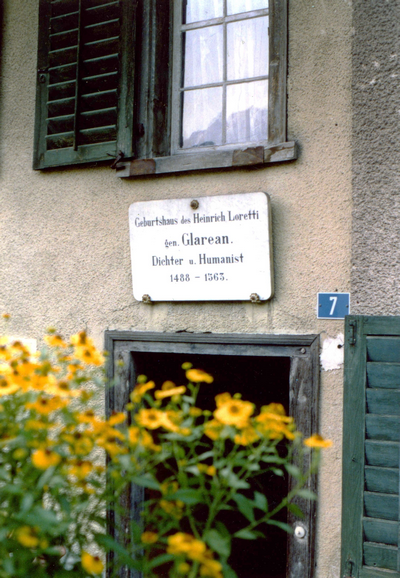 Geburtshaus des Heinrich Loretti
gen. Glarean.
Dichter u. Humanist
1488 - 1563.
7